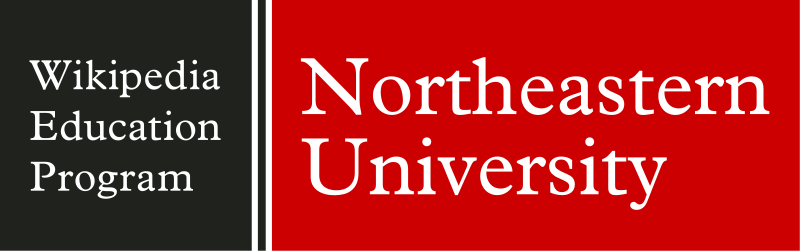 Wikipedia
Education
Program
Northeastern
University